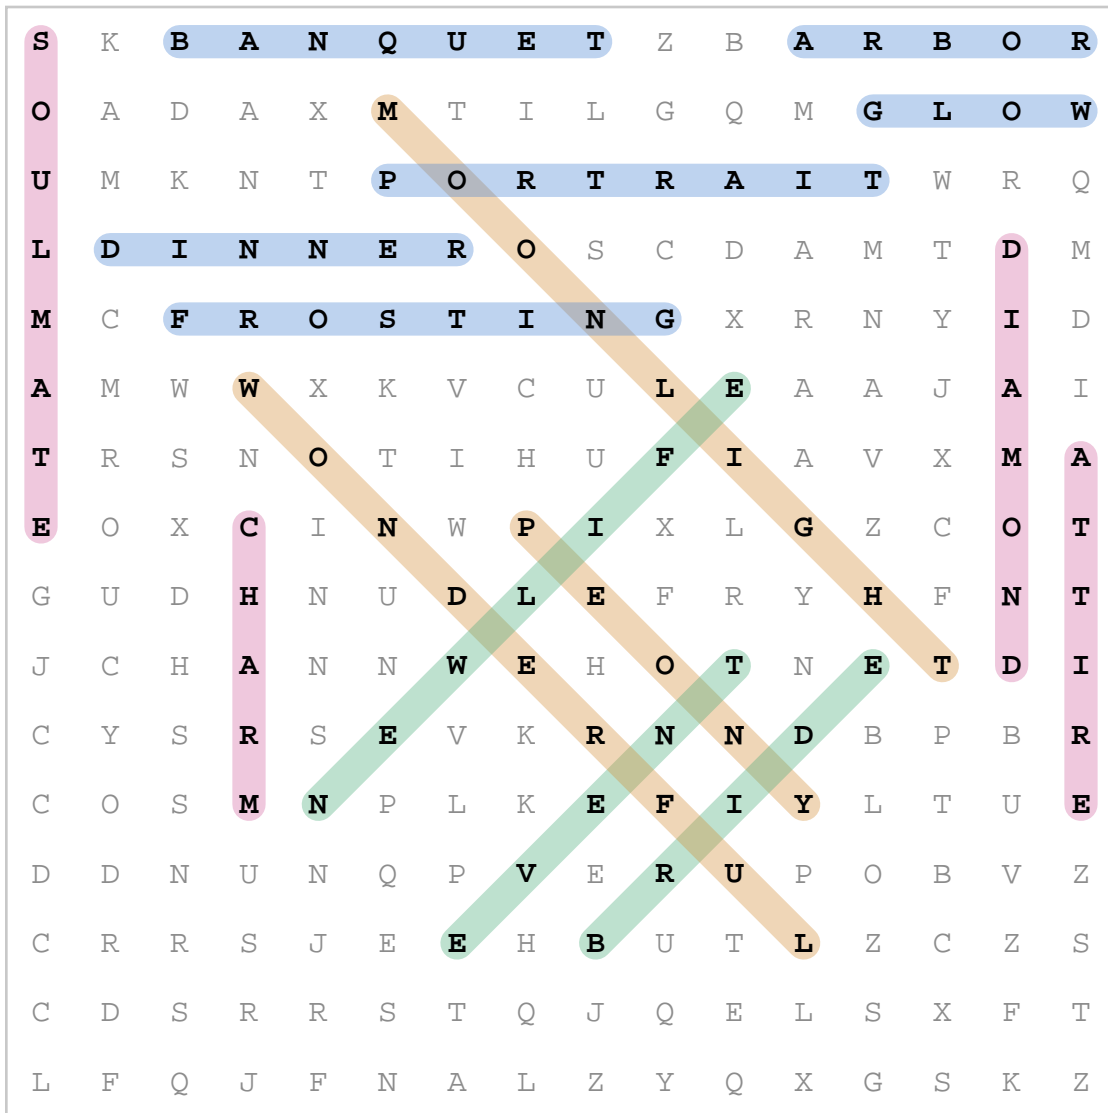 S K B A N Q U E T Z B A R B O R
O A D A X M T I L G Q M G L O W
U M K N T P O R T R A I T W R Q
L D I N N E R O S C D A M T D M
M C F R O S T I N G X R N Y I D
A M W W X K V C U L E A A J A I
T R S N O T I H U F I A V X M A
E O X C I N W P I X L G Z C O T
G U D H N U D L E F R Y H F N T
J C H A N N W E H O T N E T D I
C Y S R S E V K R N N D B P B R
C O S M N P L K E F I Y L T U E
D D N U N Q P V E R U P O B V Z
C R R S J E E H B U T L Z C Z S
C D S R R S T Q J Q E L S X F T
L F Q J F N A L Z Y Q X G S K Z